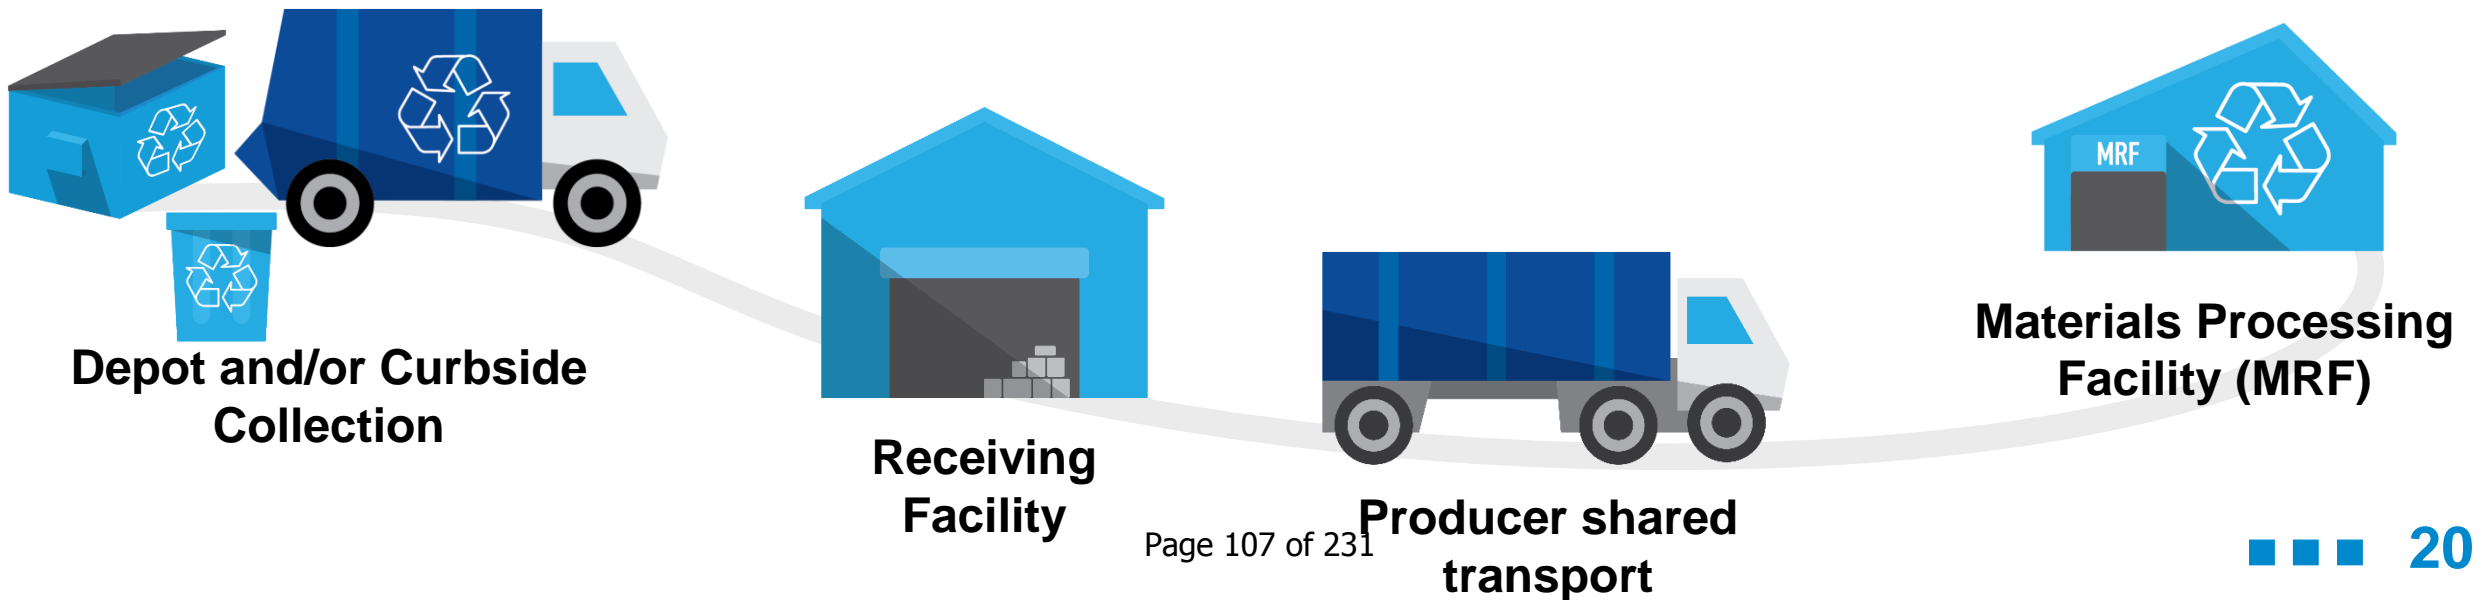 MRF
Depot and/or Curbside
Collection
Receiving
Facility
Producer shared
transport
Materials Processing
Facility (MRF)
Page 107 of 231
20